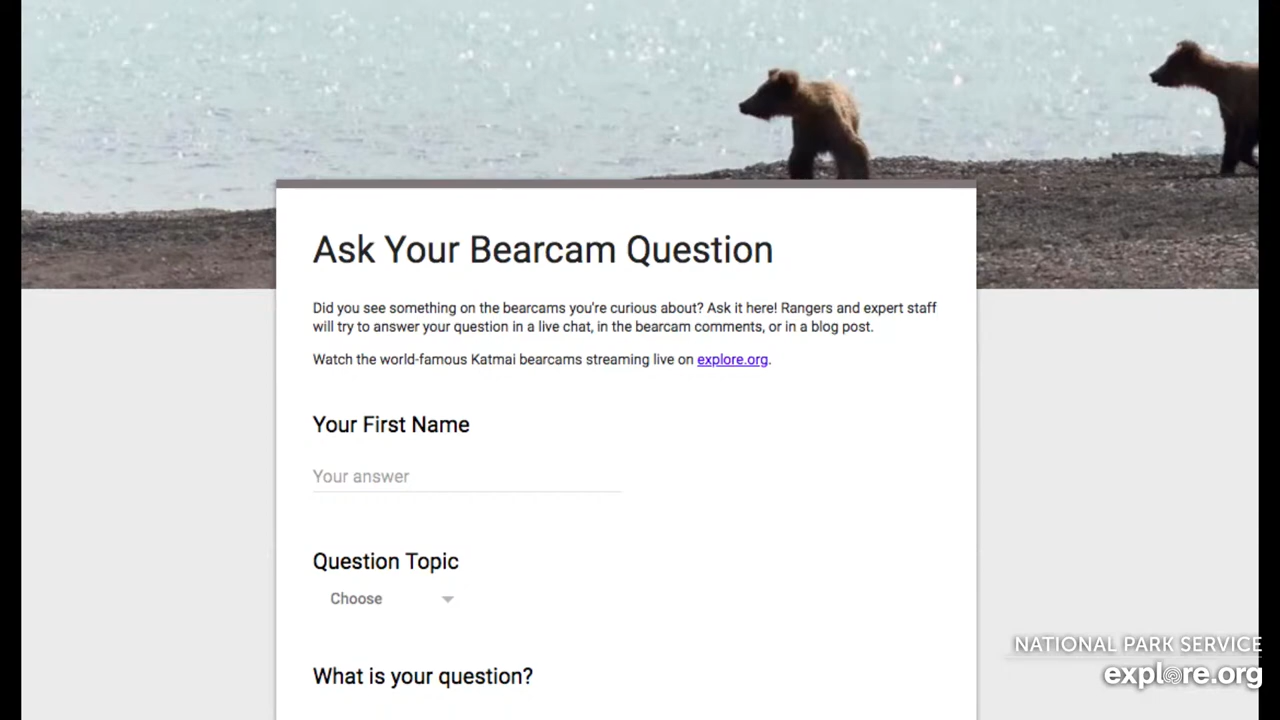 Ask Your Bearcam Question
Did you see something on the bearcams you're curious about? Ask it here! Rangers and expert staff
will try to answer your question in a live chat, in the bearcam comments, or in a blog post.
Watch the world-famous Katmai bearcams streaming live on explore.org.
Your First Name
Your answer
Question Topic
Choose
What is your question?
NATIONAL PARK SERVICE
explore.org